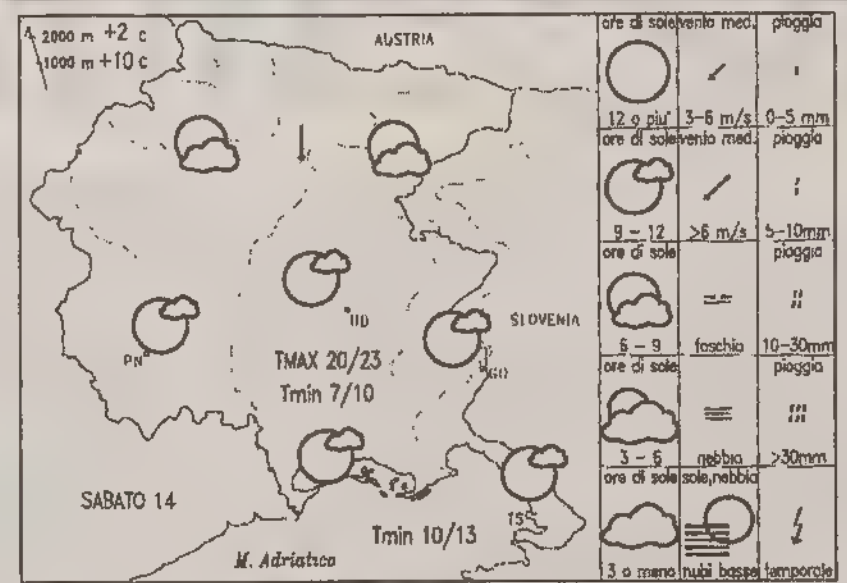 2000 m +2 c
1000 m +10 c
AUSTRIA
UD
SLOVENIA
PN
TMAX 20/23
Tmin 7/10
GO
SABATO 14
Tmin 10/13
TS
M. Adriatico
ore di sole vento med. pioggia
12 o piu' 3-6 m/s 0-5 mm
ore di sole vento med. pioggia
9 - 12 >6 m/s 5-10mm
ore di sole pioggia
6 - 9 foschia 10-30mm
ore di sole pioggia
3 - 6 nebbia >30mm
ore di sole sole,nebbia
3 o meno nubi basse temporale